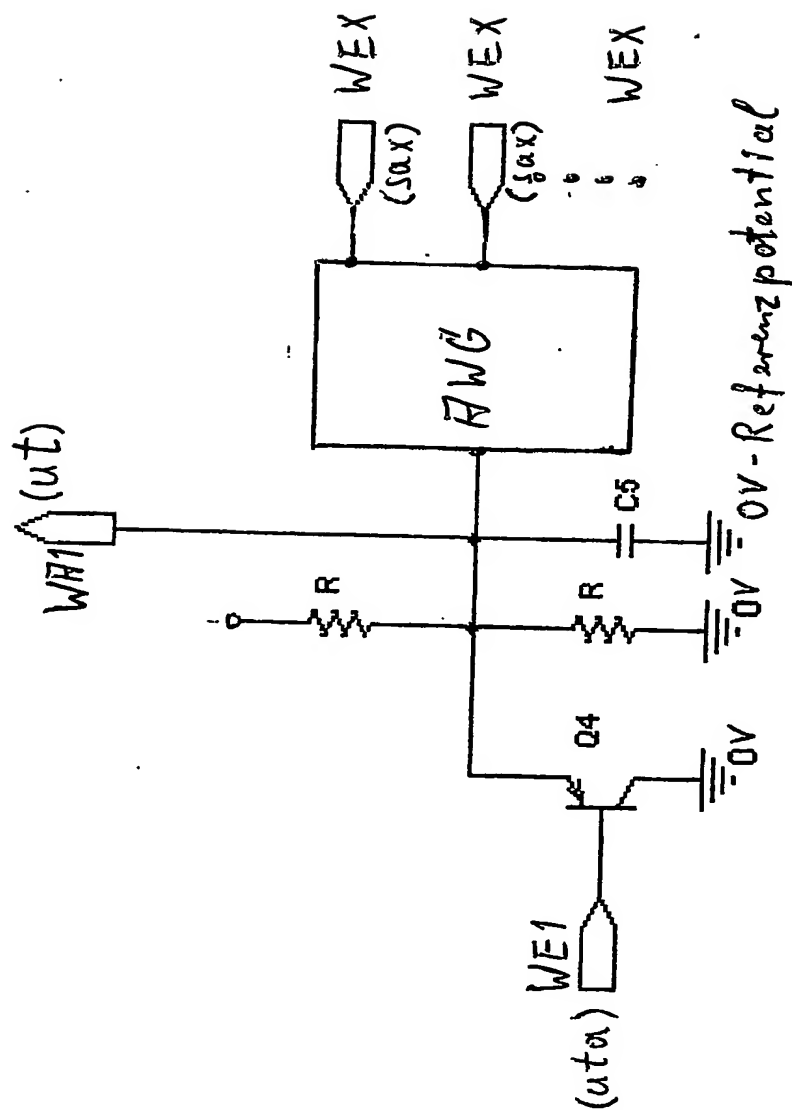 WA1 (ut)
R
AWG
WEX
(sax)
WEX
(sax)
WEX
WE1
(uta)
Q4
R
C5
0V
0V
0V-Referenzpotential